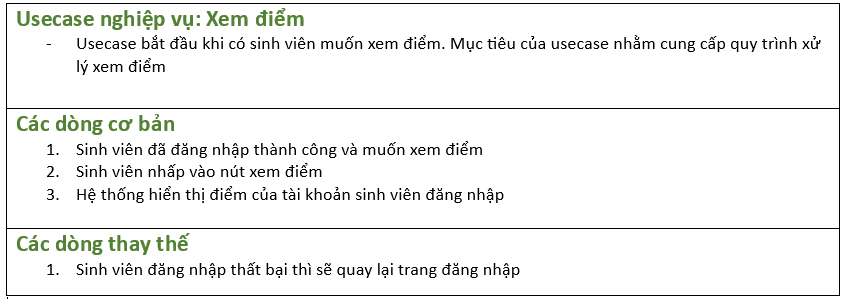 Usecase nghiệp vụ: Xem điểm
- Usecase bắt đầu khi có sinh viên muốn xem điểm. Mục tiêu của usecase nhằm cung cấp quy trình xử
lý xem điểm
Các dòng cơ bản
1. Sinh viên đã đăng nhập thành công và muốn xem điểm
2. Sinh viên nhấp vào nút xem điểm
3. Hệ thống hiển thị điểm của tài khoản sinh viên đăng nhập
Các dòng thay thế
1. Sinh viên đăng nhập thất bại thì sẽ quay lại trang đăng nhập